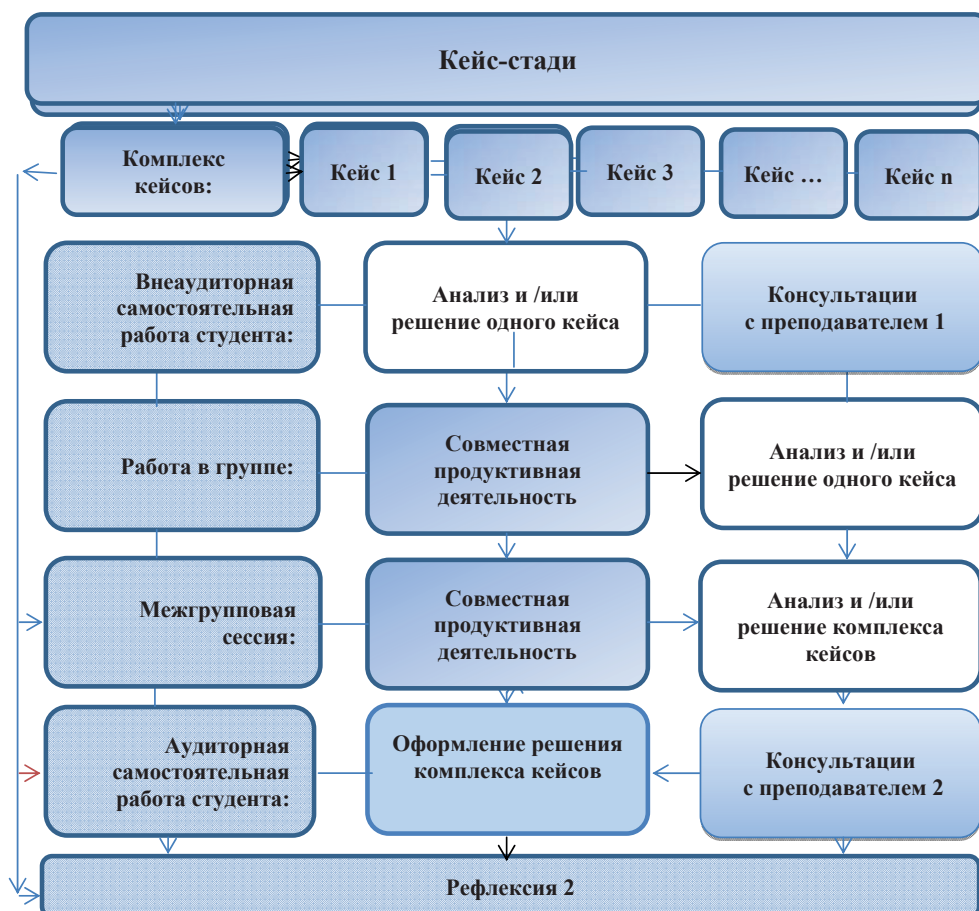 Кейс-стади
Комплекс
кейсов:
Кейс 1
Кейс 2
Кейс 3
Кейс ...
Кейс n
Внеаудиторная
самостоятельная
работа студента:
Анализ и /или
решение одного кейса
Консультации
с преподавателем 1
Работа в группе:
Совместная
продуктивная
деятельность
Анализ и /или
решение одного кейса
Межгрупповая
сессия:
Совместная
продуктивная
деятельность
Анализ и /или
решение комплекса
кейсов
Аудиторная
самостоятельная
работа студента:
Оформление решения
комплекса кейсов
Консультации
с преподавателем 2
Рефлексия 2